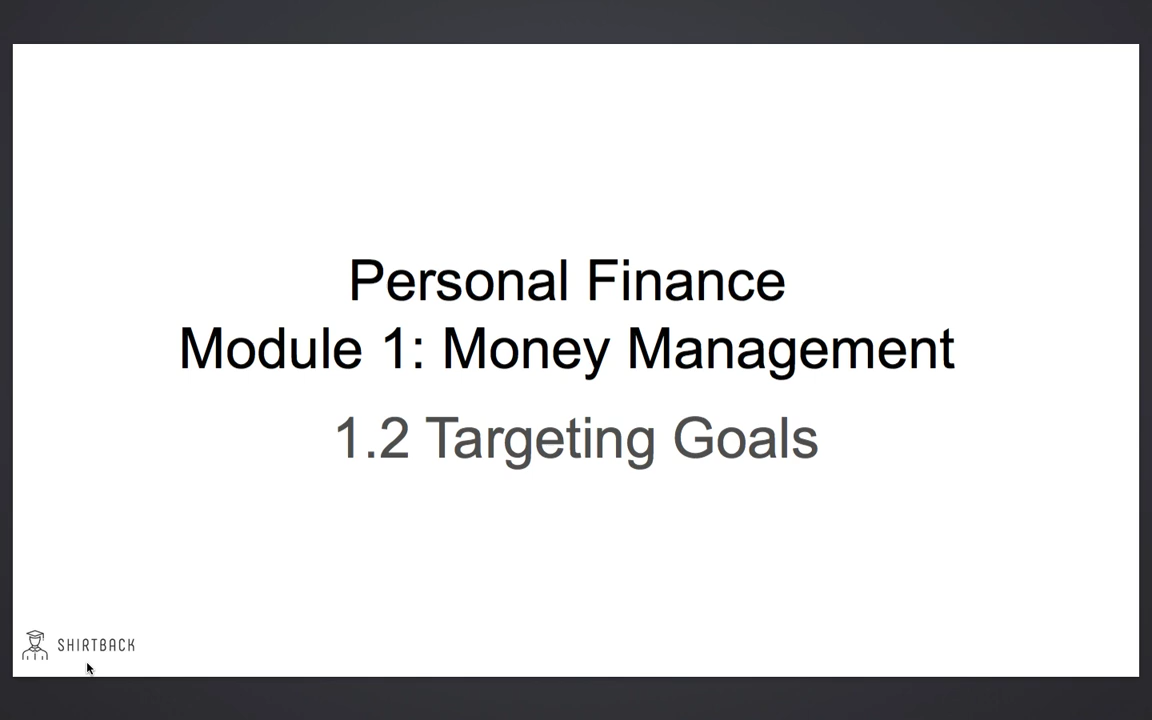 Personal Finance
Module 1: Money Management
1.2 Targeting Goals
SHIRTBACK